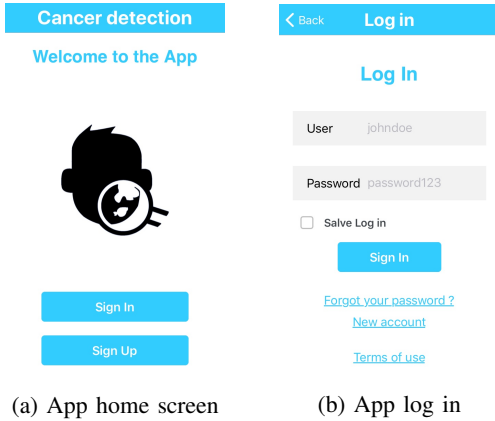 Cancer detection
Welcome to the App
Sign In
Sign Up
(a) App home screen
Back Log in
Log In
User johndoe
Password password123
Salve Log in
Sign In
Forgot your password ?
New account
Terms of use
(b) App log in